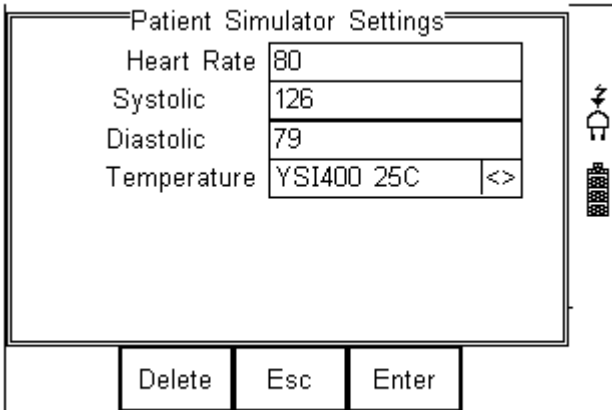 Patient Simulator Settings
Heart Rate 80
Systolic 126
Diastolic 79
Temperature YSI400 25C <>
Delete Esc Enter